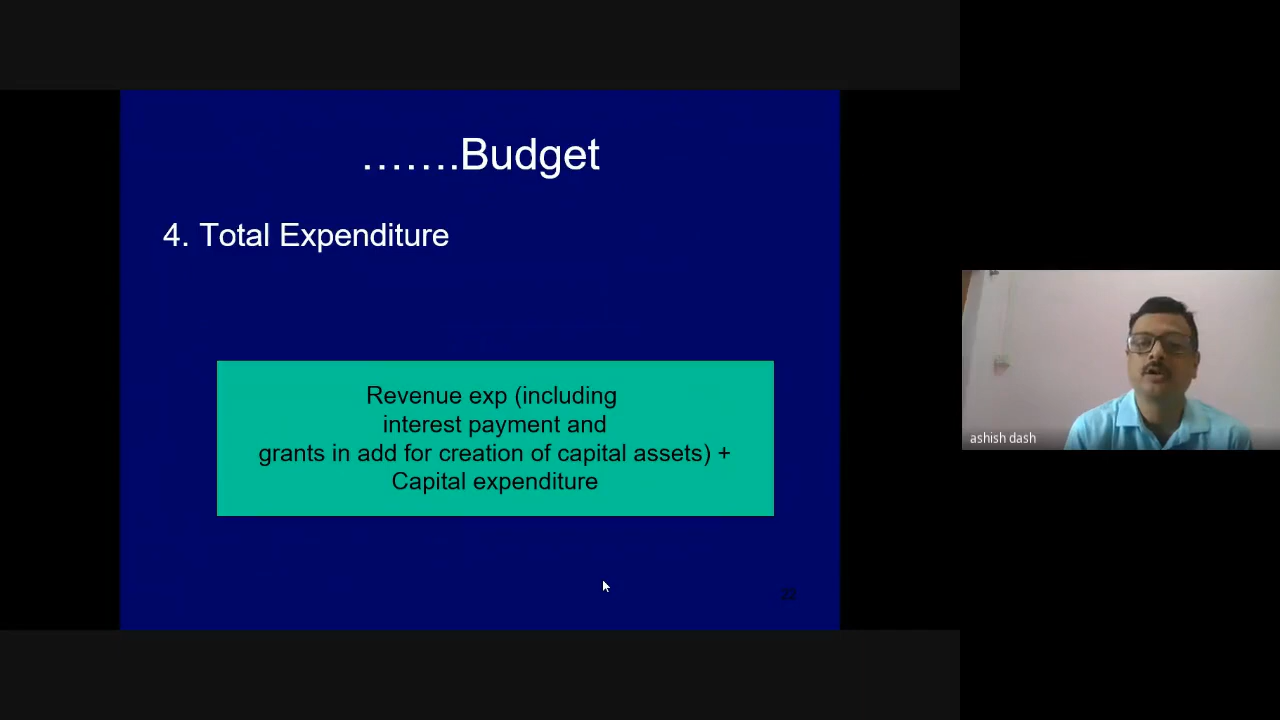 …….Budget
4. Total Expenditure
Revenue exp (including
interest payment and
grants in add for creation of capital assets) +
Capital expenditure
ashish dash